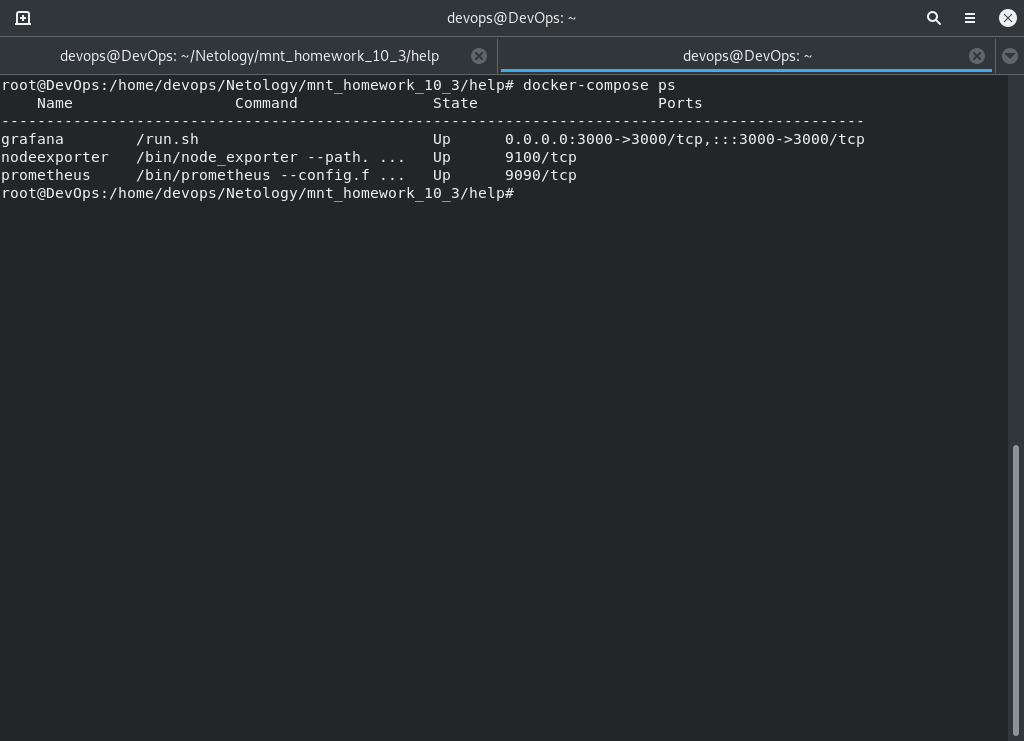 devops@DevOps: ~
devops@DevOps: ~/Netology/mnt_homework_10_3/help
devops@DevOps: ~
root@DevOps:/home/devops/Netology/mnt_homework_10_3/help# docker-compose ps
    Name                  Command               State                    Ports
------------------------------------------------------------------------------------------------
grafana        /run.sh                          Up      0.0.0.0:3000->3000/tcp,:::3000->3000/tcp
nodeexporter   /bin/node_exporter --path. ...   Up      9100/tcp
prometheus     /bin/prometheus --config.f ...   Up      9090/tcp
root@DevOps:/home/devops/Netology/mnt_homework_10_3/help#